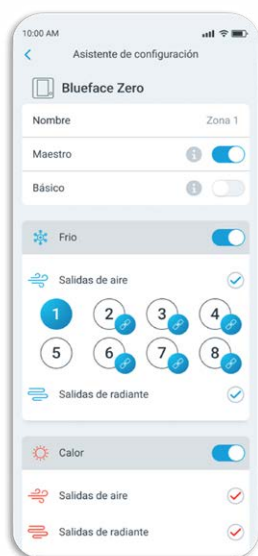 10:00 AM
Asistente de configuración
Blueface Zero
Nombre Zona 1
Maestro i
Básico i
Frio
Salidas de aire
1 2 3 4
5 6 7 8
Salidas de radiante
Calor
Salidas de aire
Salidas de radiante